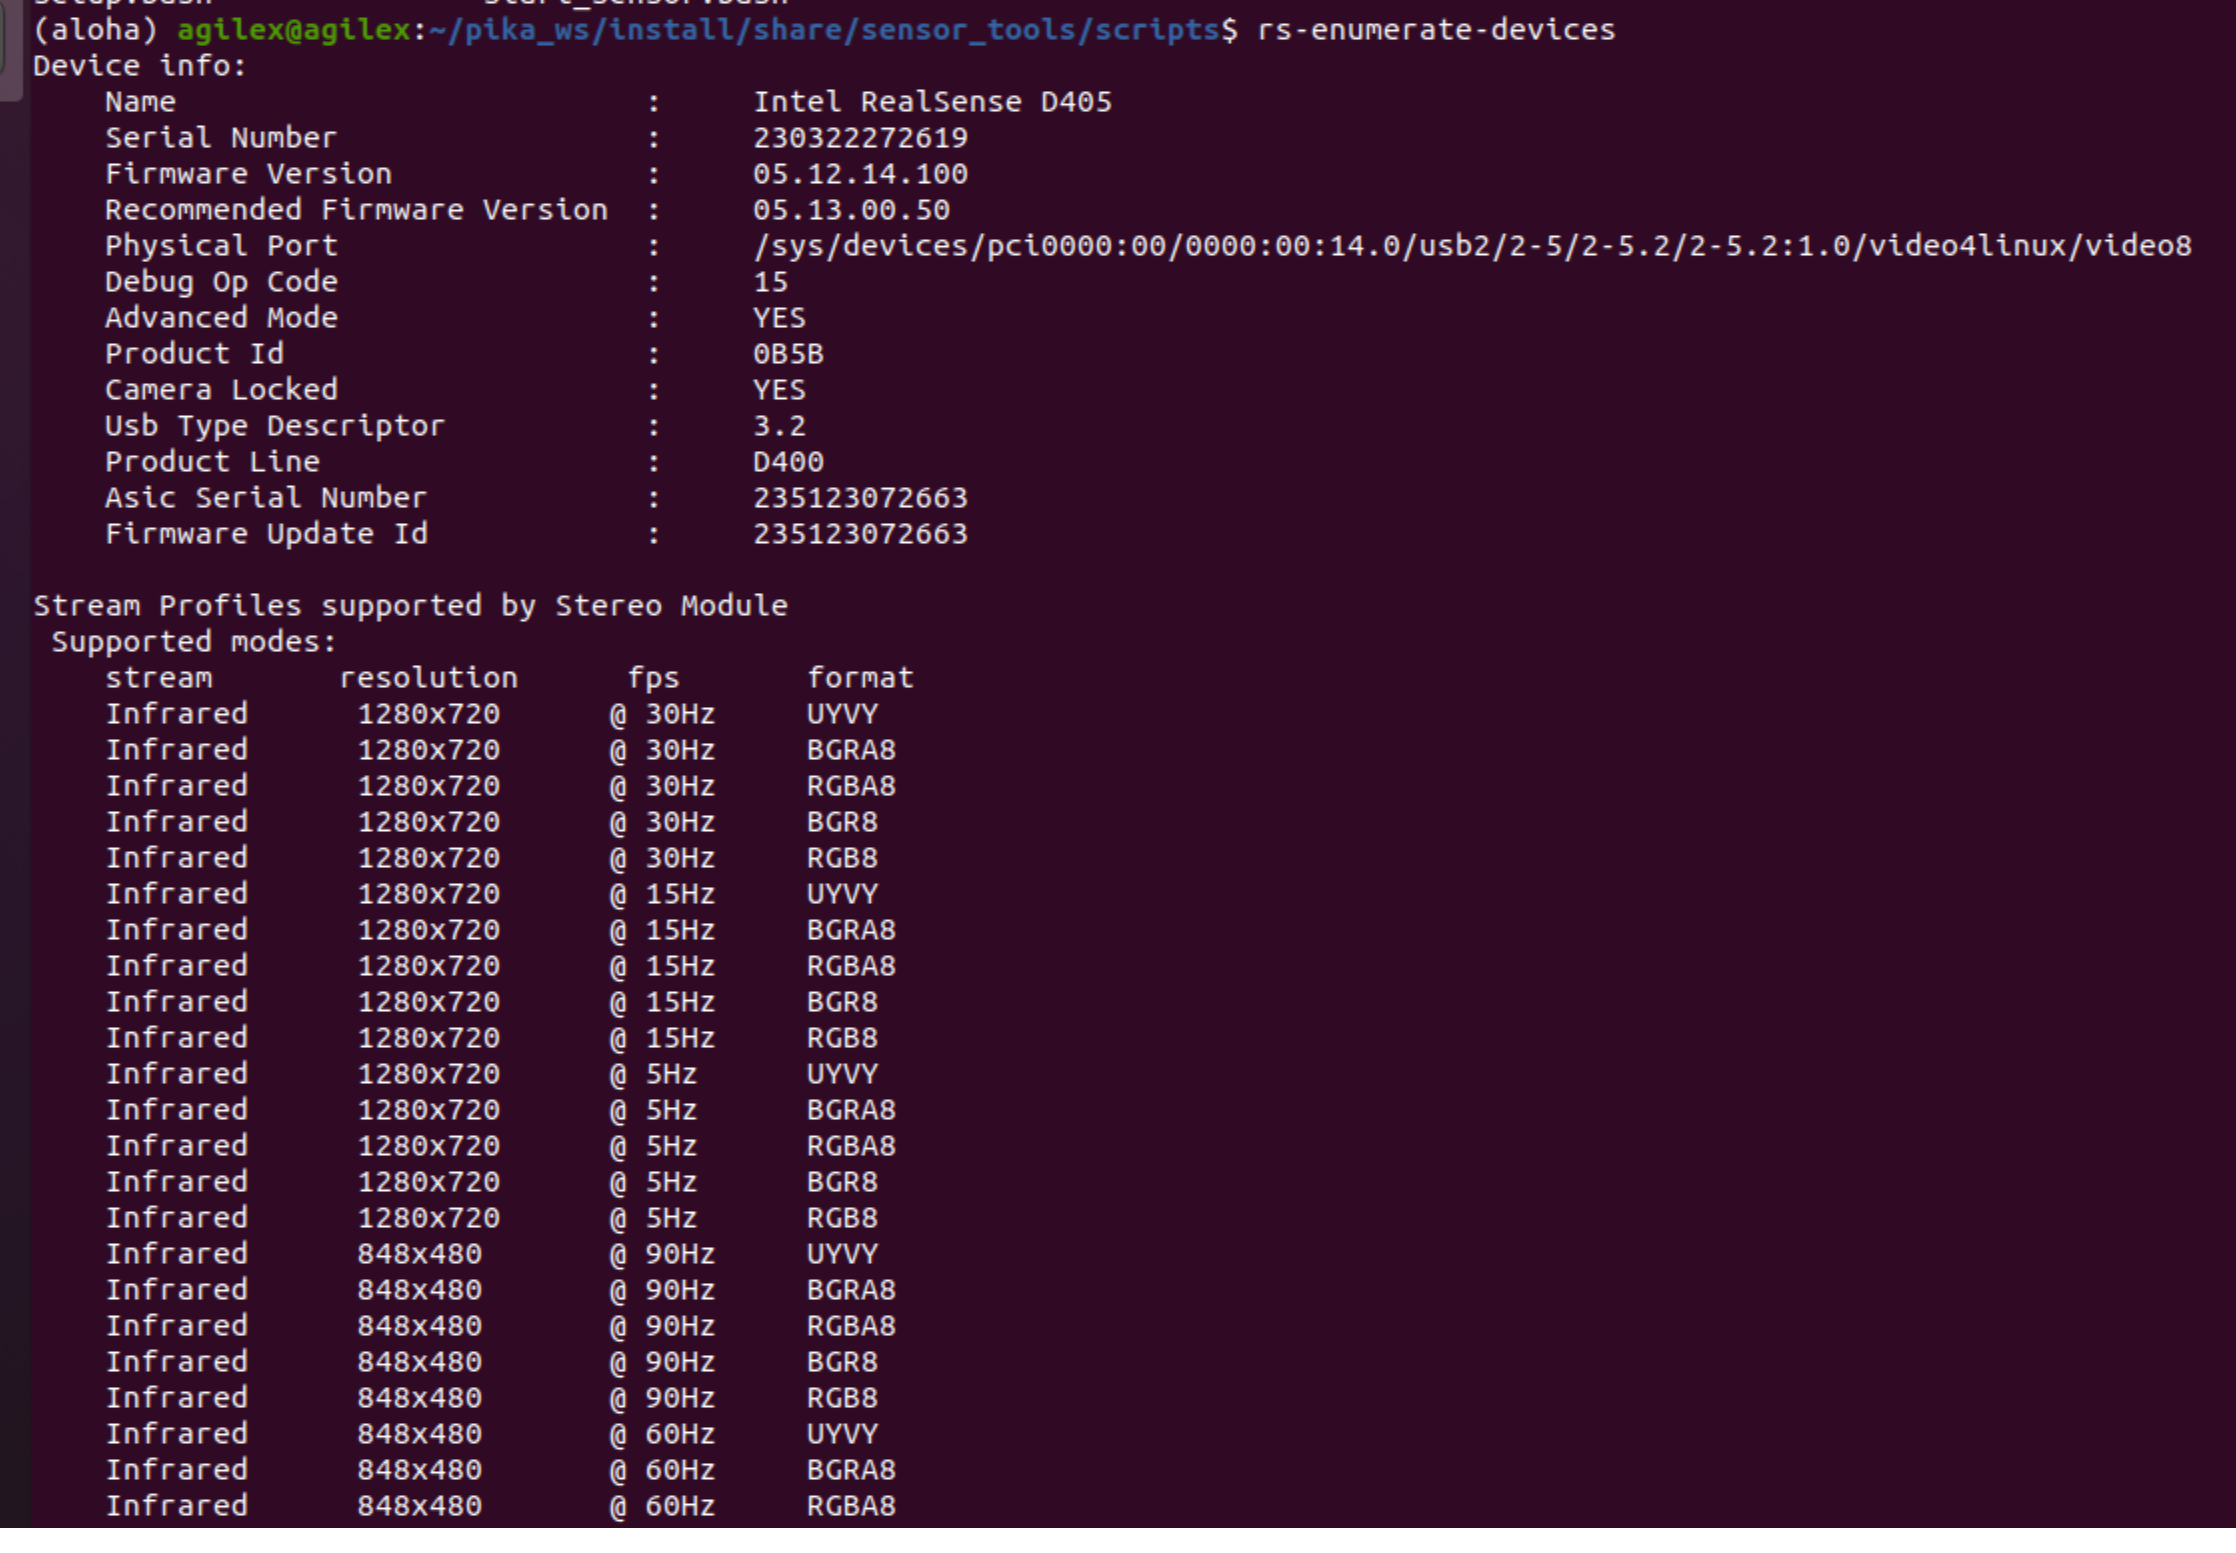 (aloha) agilex@agilex:~/pika_ws/install/share/sensor_tools/scripts$ rs-enumerate-devices
Device info:
Name : Intel RealSense D405
Serial Number : 230322272619
Firmware Version : 05.12.14.100
Recommended Firmware Version : 05.13.00.50
Physical Port : /sys/devices/pci0000:00/0000:00:14.0/usb2/2-5/2-5.2/2-5.2:1.0/video4linux/video8
Debug Op Code : 15
Advanced Mode : YES
Product Id : 0B5B
Camera Locked : YES
Usb Type Descriptor : 3.2
Product Line : D400
Asic Serial Number : 235123072663
Firmware Update Id : 235123072663
Stream Profiles supported by Stereo Module
Supported modes:
stream resolution fps format
Infrared 1280x720 @ 30Hz UYVY
Infrared 1280x720 @ 30Hz BGRA8
Infrared 1280x720 @ 30Hz RGBA8
Infrared 1280x720 @ 30Hz BGR8
Infrared 1280x720 @ 30Hz RGB8
Infrared 1280x720 @ 15Hz UYVY
Infrared 1280x720 @ 15Hz BGRA8
Infrared 1280x720 @ 15Hz RGBA8
Infrared 1280x720 @ 15Hz BGR8
Infrared 1280x720 @ 15Hz RGB8
Infrared 1280x720 @ 5Hz UYVY
Infrared 1280x720 @ 5Hz BGRA8
Infrared 1280x720 @ 5Hz RGBA8
Infrared 1280x720 @ 5Hz BGR8
Infrared 1280x720 @ 5Hz RGB8
Infrared 848x480 @ 90Hz UYVY
Infrared 848x480 @ 90Hz BGRA8
Infrared 848x480 @ 90Hz RGBA8
Infrared 848x480 @ 90Hz BGR8
Infrared 848x480 @ 90Hz RGB8
Infrared 848x480 @ 60Hz UYVY
Infrared 848x480 @ 60Hz BGRA8
Infrared 848x480 @ 60Hz RGBA8